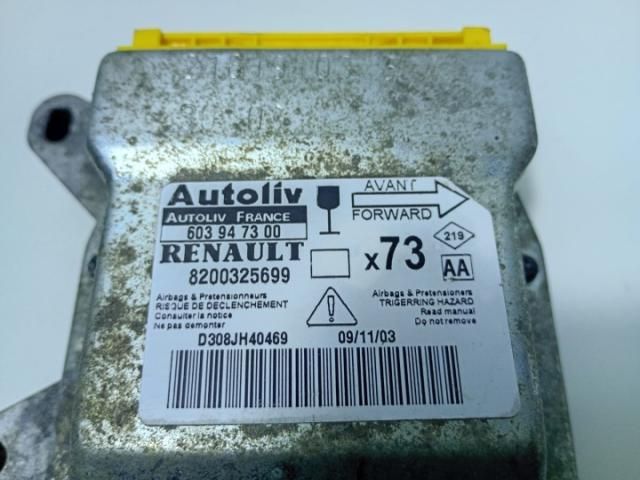 Autoliv
AUTOLIV FRANCE
603 94 73 00
RENAULT
8200325699
AVANT
FORWARD
x73
219
AA
Airbags & Pretensionneurs
RISQUE DE DECLENCHEMENT
Consulter la notice
Ne pas demonter
Airbags & Pretensioners
TRIGERRING HAZARD
Read manual
Do not remove
D308JH40469
09/11/03